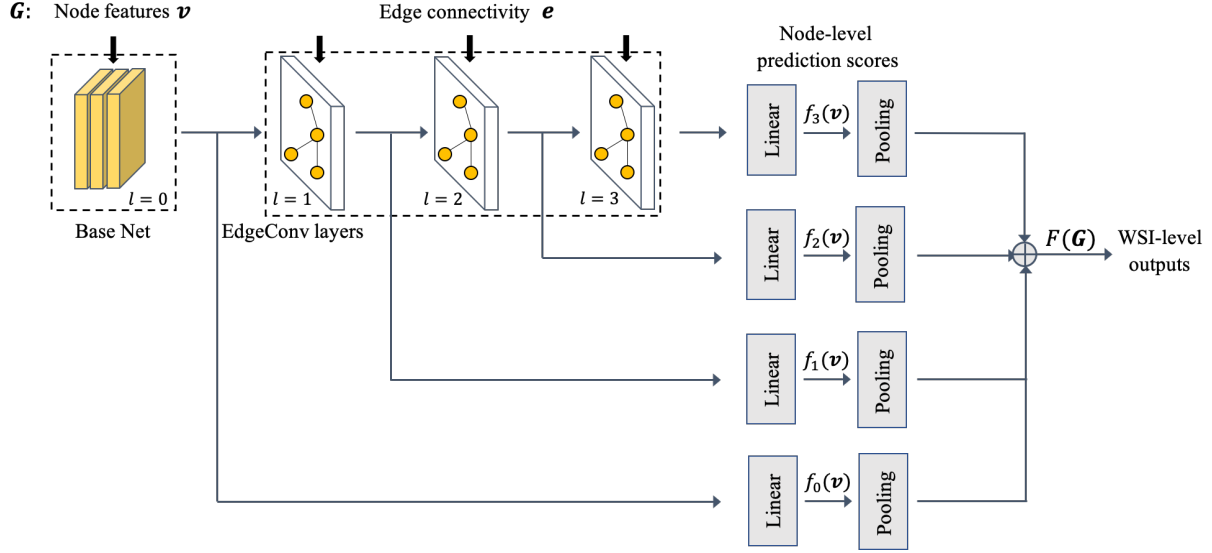 G: Node features v
Edge connectivity e
Node-level
prediction scores
l = 0
l = 1
l = 2
l = 3
Base Net
EdgeConv layers
Linear
f₃(v)
Pooling
Linear
f₂(v)
Pooling
F(G)
WSI-level
outputs
Linear
f₁(v)
Pooling
Linear
f₀(v)
Pooling